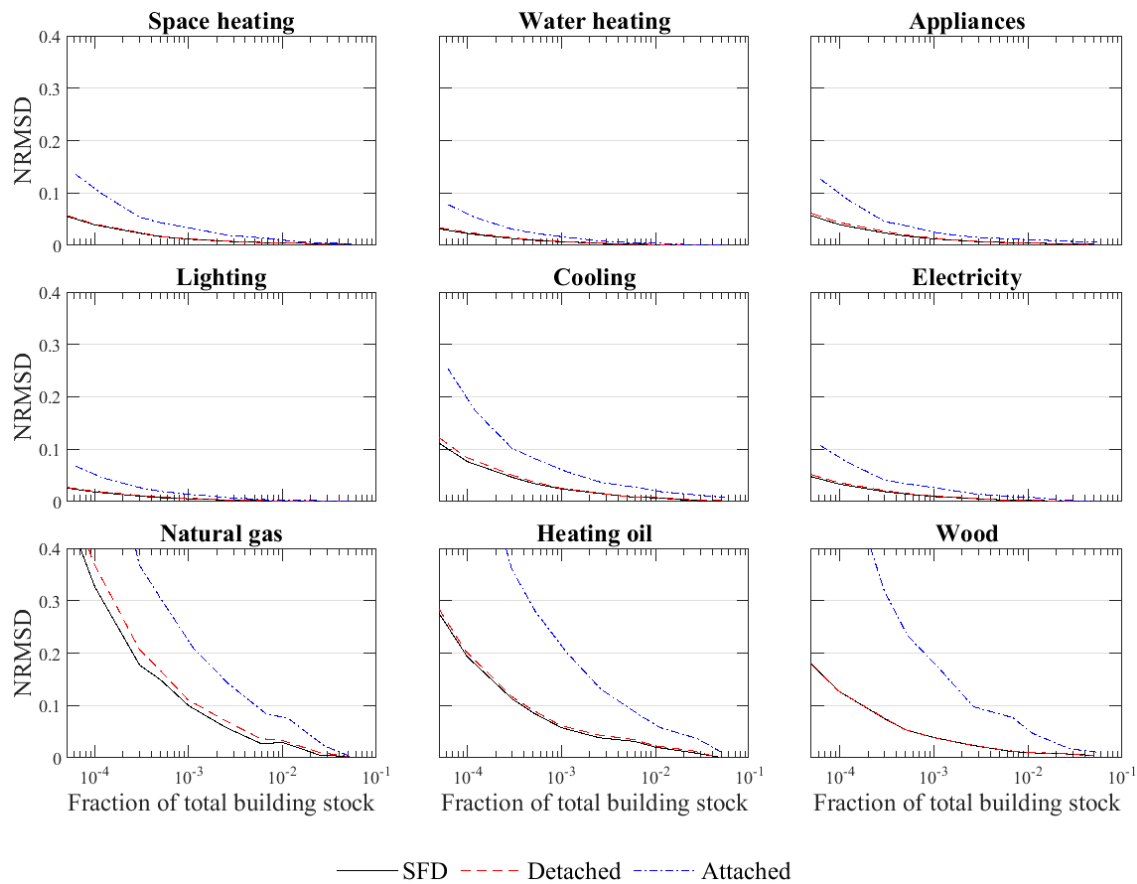 Space heating Water heating Appliances
0.4
0.3
0.2
0.1
0
NRMSD
Lighting Cooling Electricity
0.4
0.3
0.2
0.1
0
NRMSD
Natural gas Heating oil Wood
0.4
0.3
0.2
0.1
0
NRMSD
10⁻⁴ 10⁻³ 10⁻² 10⁻¹ 10⁻⁴ 10⁻³ 10⁻² 10⁻¹ 10⁻⁴ 10⁻³ 10⁻² 10⁻¹
Fraction of total building stock Fraction of total building stock Fraction of total building stock
SFD Detached Attached